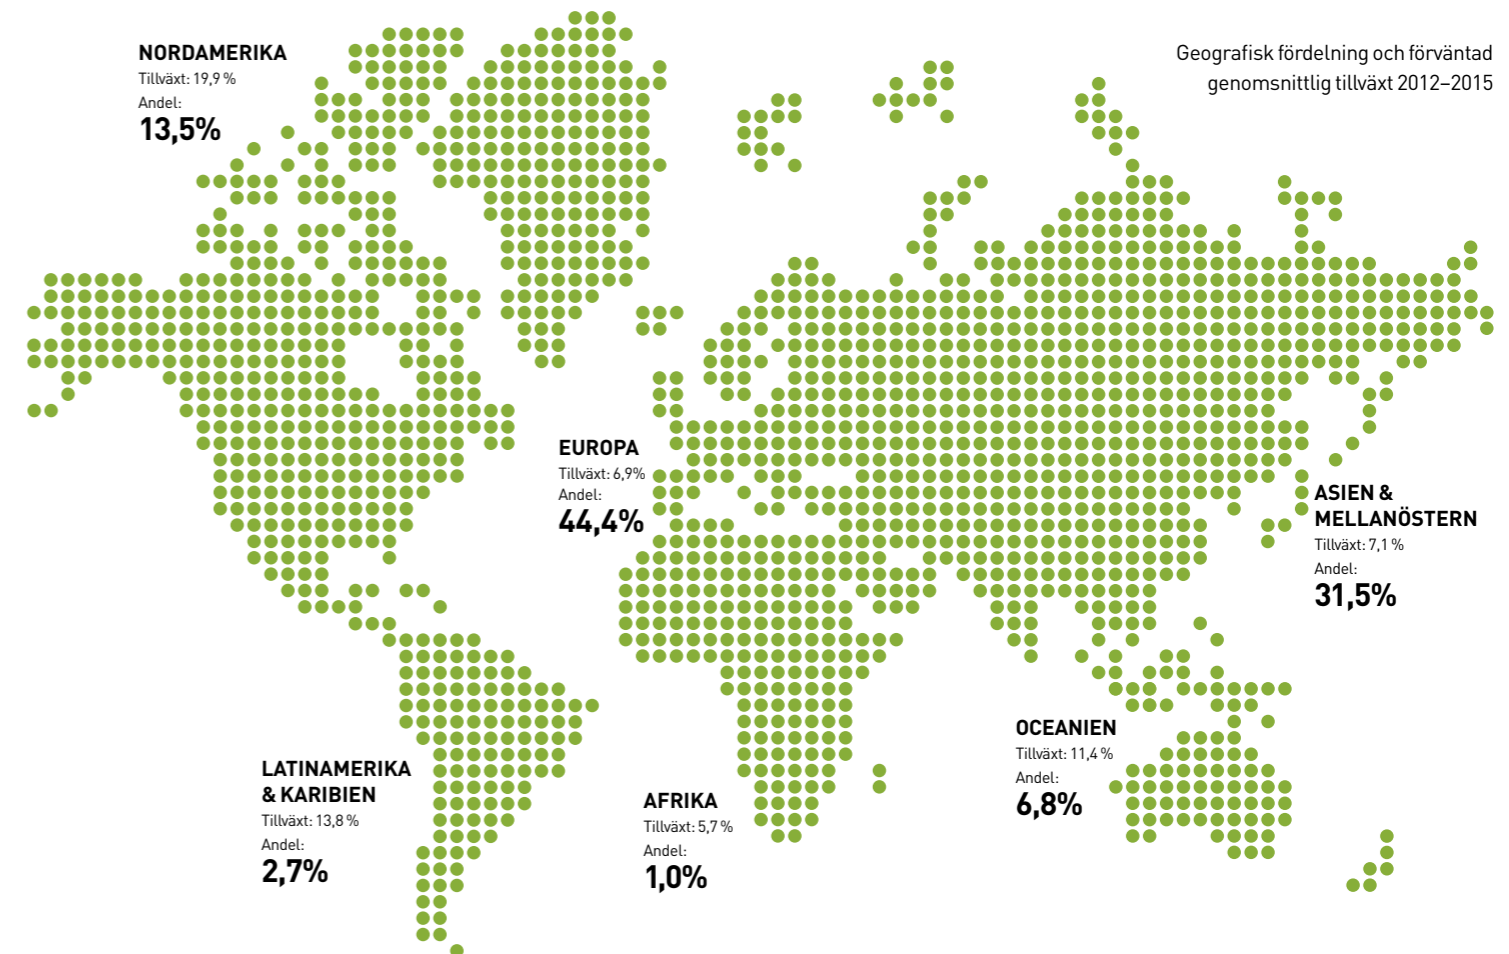 NORDAMERIKA
Tillväxt: 19,9 %
Andel:
13,5%
Geografisk fördelning och förväntad
genomsnittlig tillväxt 2012–2015
EUROPA
Tillväxt: 6,9%
Andel:
44,4%
ASIEN &
MELLANÖSTERN
Tillväxt: 7,1 %
Andel:
31,5%
OCEANIEN
Tillväxt: 11,4 %
Andel:
6,8%
LATINAMERIKA
& KARIBIEN
Tillväxt: 13,8 %
Andel:
2,7%
AFRIKA
Tillväxt: 5,7 %
Andel:
1,0%